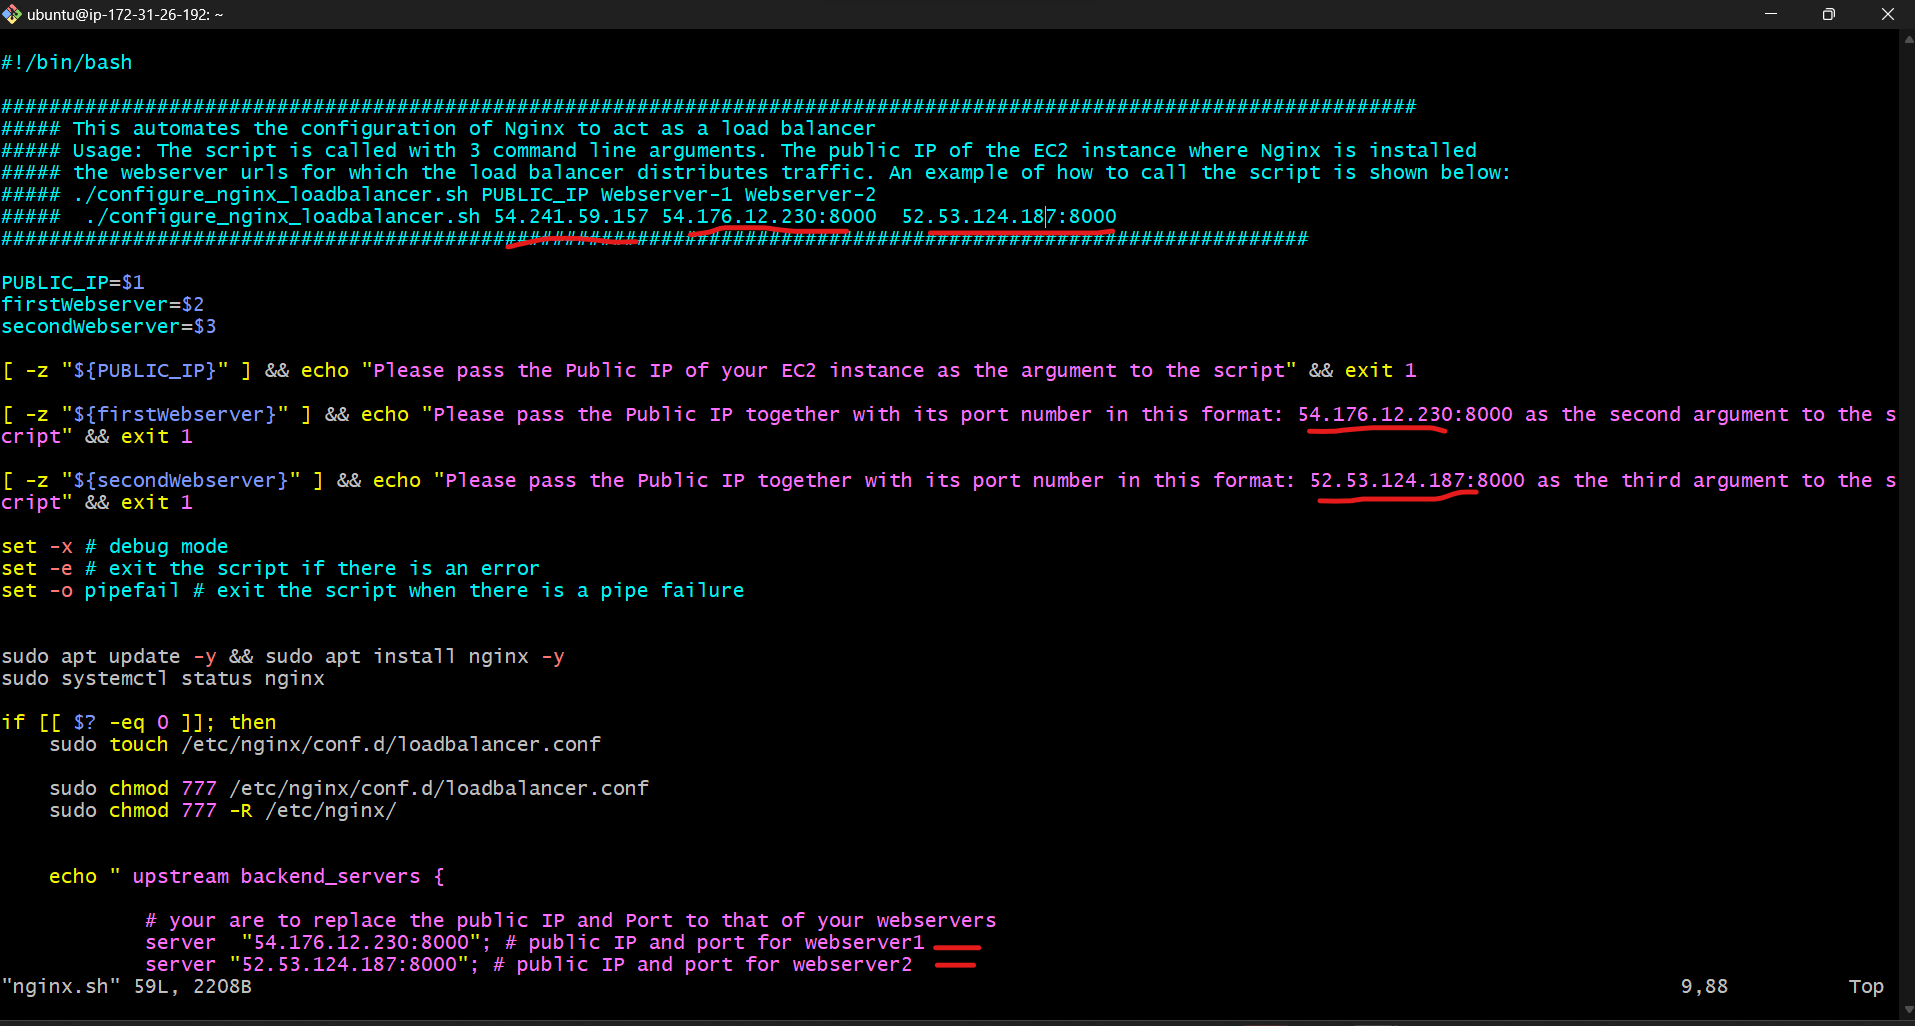 ubuntu@ip-172-31-26-192: ~
#!/bin/bash
######################################################################################################################
##### This automates the configuration of Nginx to act as a load balancer
##### Usage: The script is called with 3 command line arguments. The public IP of the EC2 instance where Nginx is installed
##### the webserver urls for which the load balancer distributes traffic. An example of how to call the script is shown below:
##### ./configure_nginx_loadbalancer.sh PUBLIC_IP Webserver-1 Webserver-2
#####  ./configure_nginx_loadbalancer.sh 54.241.59.157 54.176.12.230:8000  52.53.124.187:8000
#############################################################################################################
PUBLIC_IP=$1
firstWebserver=$2
secondWebserver=$3
[ -z "${PUBLIC_IP}" ] && echo "Please pass the Public IP of your EC2 instance as the argument to the script" && exit 1
[ -z "${firstWebserver}" ] && echo "Please pass the Public IP together with its port number in this format: 54.176.12.230:8000 as the second argument to the s
cript" && exit 1
[ -z "${secondWebserver}" ] && echo "Please pass the Public IP together with its port number in this format: 52.53.124.187:8000 as the third argument to the s
cript" && exit 1
set -x # debug mode
set -e # exit the script if there is an error
set -o pipefail # exit the script when there is a pipe failure
sudo apt update -y && sudo apt install nginx -y
sudo systemctl status nginx
if [[ $? -eq 0 ]]; then
    sudo touch /etc/nginx/conf.d/loadbalancer.conf
    sudo chmod 777 /etc/nginx/conf.d/loadbalancer.conf
    sudo chmod 777 -R /etc/nginx/
    echo " upstream backend_servers {
            # your are to replace the public IP and Port to that of your webservers
            server  "54.176.12.230:8000"; # public IP and port for webserver1
            server "52.53.124.187:8000"; # public IP and port for webserver2
"nginx.sh" 59L, 2208B 9,88 Top